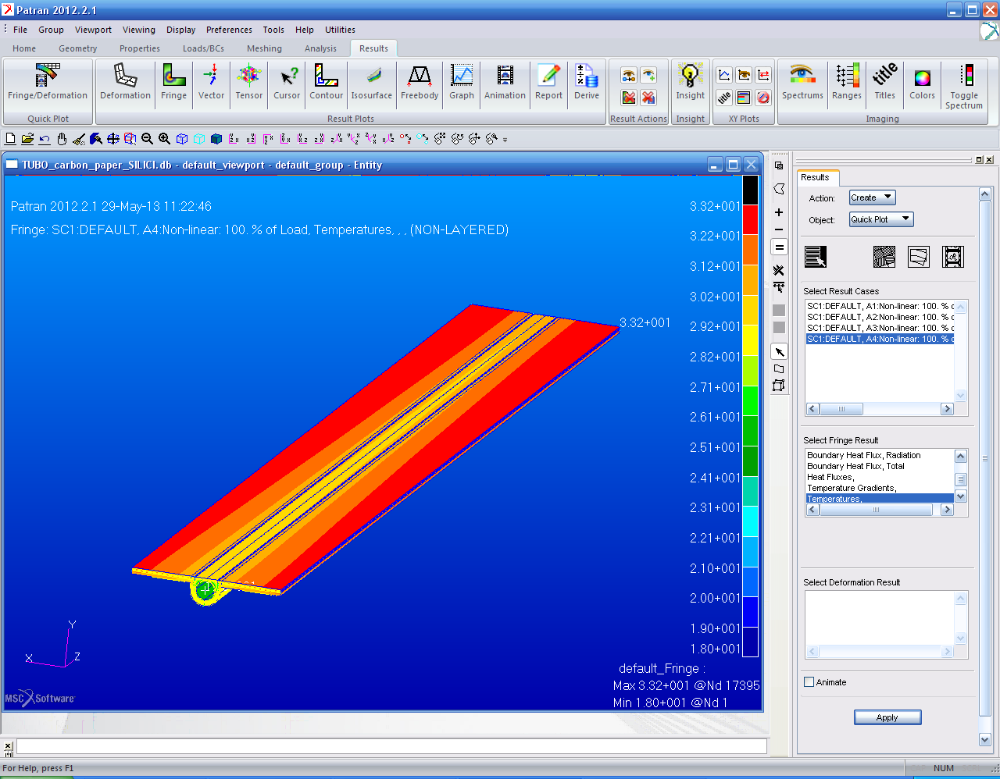 Patran 2012.2.1
File Group Viewport Viewing Display Preferences Tools Help Utilities
Home Geometry Properties Loads/BCs Meshing Analysis Results
Fringe/Deformation Deformation Fringe Vector Tensor Cursor Contour Isosurface Freebody Graph Animation Report Derive Insight Spectrums Ranges Titles Colors Toggle Spectrum
Quick Plot Result Plots Result Actions Insight XY Plots Imaging
TUBO_carbon_paper_SILICI.db - default_viewport - default_group - Entity
Patran 2012.2.1 29-May-13 11:22:46
Fringe: SC1:DEFAULT, A4:Non-linear: 100. % of Load, Temperatures, , , (NON-LAYERED)
3.32+001
3.22+001
3.12+001
3.02+001
2.92+001
2.82+001
2.71+001
2.61+001
2.51+001
2.41+001
2.31+001
2.21+001
2.10+001
2.00+001
1.90+001
1.80+001
3.32+001
default_Fringe :
Max 3.32+001 @Nd 17395
Min 1.80+001 @Nd 1
Y
X
Z
MSC Software
Results
Action: Create
Object: Quick Plot
Select Result Cases
SC1:DEFAULT, A1:Non-linear: 100. %
SC1:DEFAULT, A2:Non-linear: 100. %
SC1:DEFAULT, A3:Non-linear: 100. %
SC1:DEFAULT, A4:Non-linear: 100. %
Select Fringe Result
Boundary Heat Flux, Radiation
Boundary Heat Flux, Total
Heat Fluxes,
Temperature Gradients,
Temperatures,
Select Deformation Result
Animate
Apply
For Help, press F1
NUM